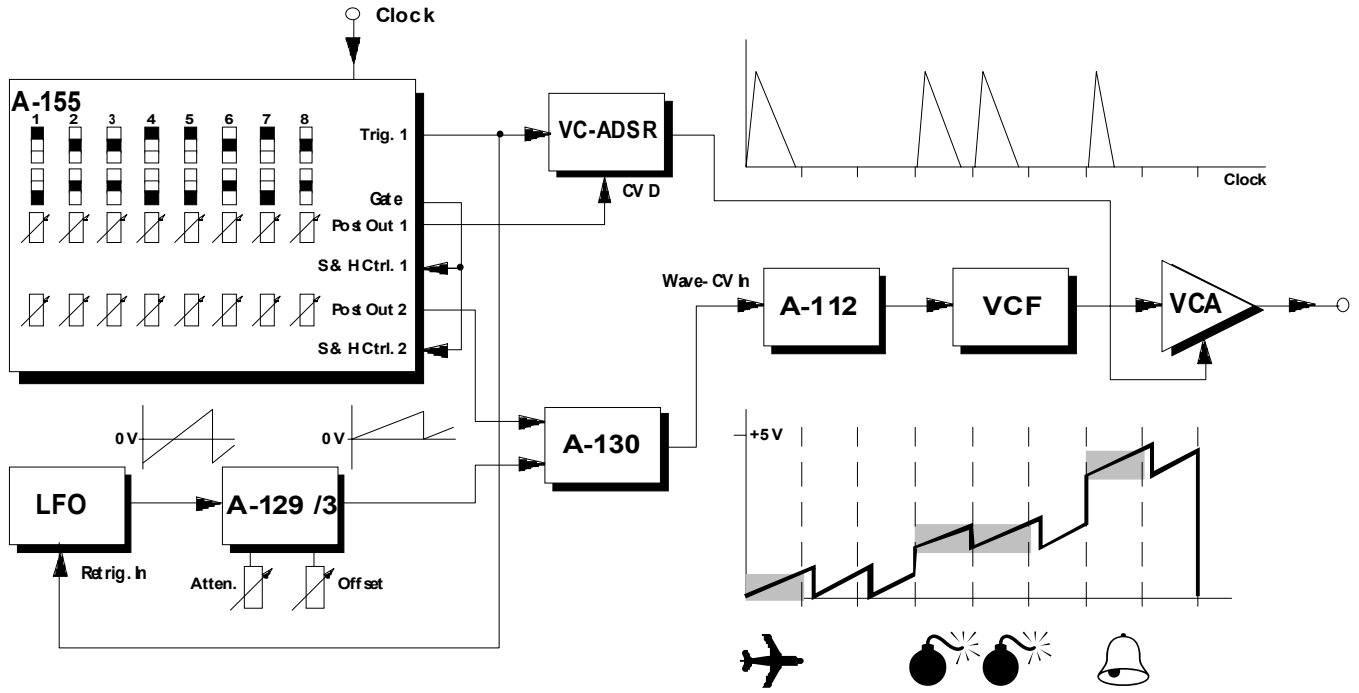 Clock
A-155
1 2 3 4 5 6 7 8
Trig. 1
Gate
Post Out 1
S & H Ctrl. 1
Post Out 2
S & H Ctrl. 2
VC-ADSR
CV D
Clock
Wave- CV In
A-112
VCF
VCA
0 V
0 V
LFO
A-129 /3
A-130
Retrig. In
Atten.
Offset
+5 V